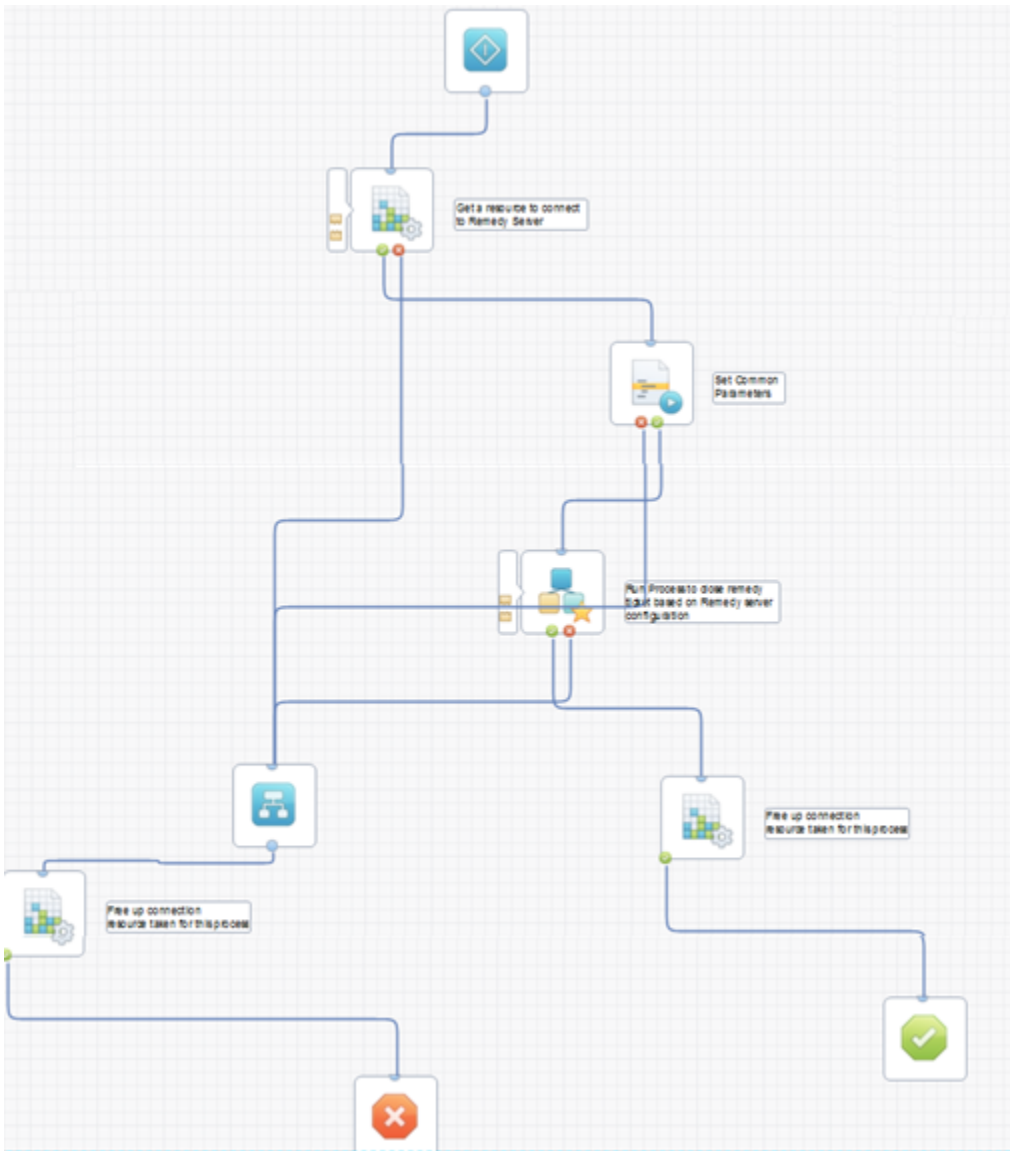 Get a resource to connect
to Remedy Server
Set Common
Parameters
Run Process to close remedy
ticket based on Remedy server
configuration
Free up connection
resource taken for this process
Free up connection
resource taken for this process